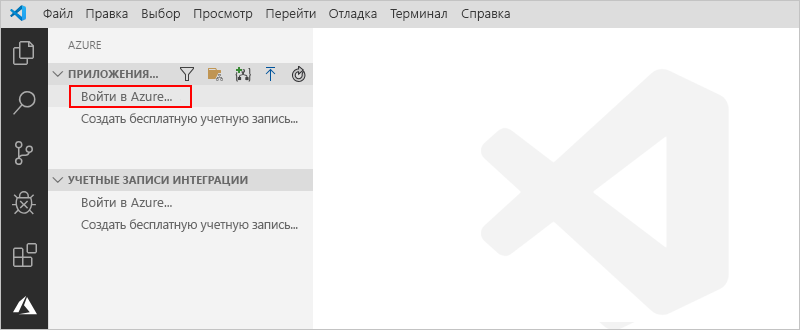 Файл Правка Выбор Просмотр Перейти Отладка Терминал Справка
AZURE
ПРИЛОЖЕНИЯ...
Войти в Azure...
Создать бесплатную учетную запись...
УЧЕТНЫЕ ЗАПИСИ ИНТЕГРАЦИИ
Войти в Azure...
Создать бесплатную учетную запись...